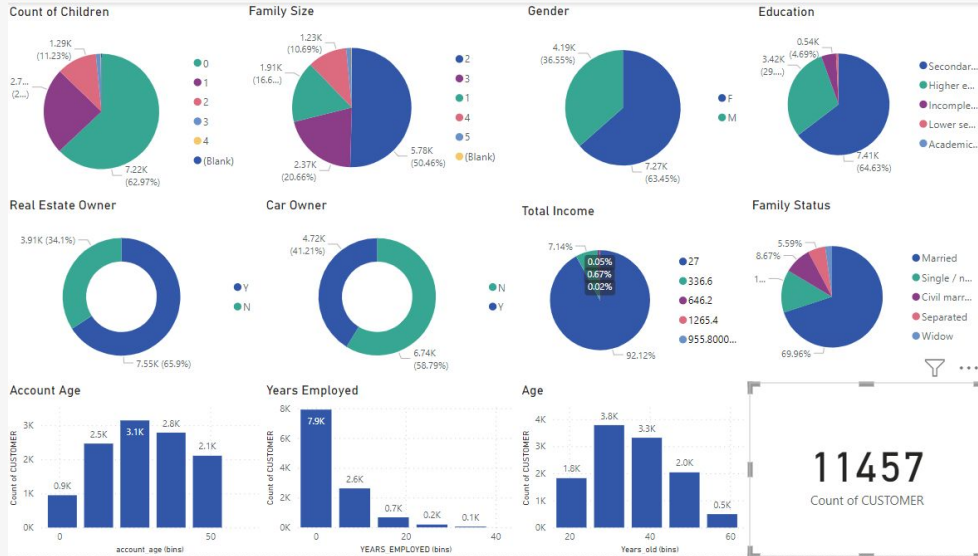 Count of Children
1.29K
(11.23%)
2.7...
(2...
7.22K
(62.97%)
0
1
2
3
4
(Blank)
Family Size
1.23K
(10.69%)
1.91K
(16.6...)
2.37K
(20.66%)
5.78K
(50.46%)
2
3
1
4
5
(Blank)
Gender
4.19K
(36.55%)
7.27K
(63.45%)
F
M
Education
0.54K
(4.69%)
3.42K
(29....)
7.41K
(64.63%)
Secondar...
Higher e...
Incomple...
Lower se...
Academic...
Real Estate Owner
3.91K (34.1%)
7.55K (65.9%)
Y
N
Car Owner
4.72K
(41.21%)
6.74K
(58.79%)
N
Y
Total Income
7.14%
0.05%
0.67%
0.02%
92.12%
27
336.6
646.2
1265.4
955.8000...
Family Status
5.59%
8.67%
1...
69.96%
Married
Single / n...
Civil marr...
Separated
Widow
Account Age
Count of CUSTOMER
3K
2K
1K
0K
0.9K
2.5K
3.1K
2.8K
2.1K
0
50
account_age (bins)
Years Employed
Count of CUSTOMER
8K
6K
4K
2K
0K
7.9K
2.6K
0.7K
0.2K
0.1K
0
20
40
YEARS_EMPLOYED (bins)
Age
Count of CUSTOMER
4K
3K
2K
1K
0K
1.8K
3.8K
3.3K
2.0K
0.5K
20
40
60
Years_old (bins)
11457
Count of CUSTOMER